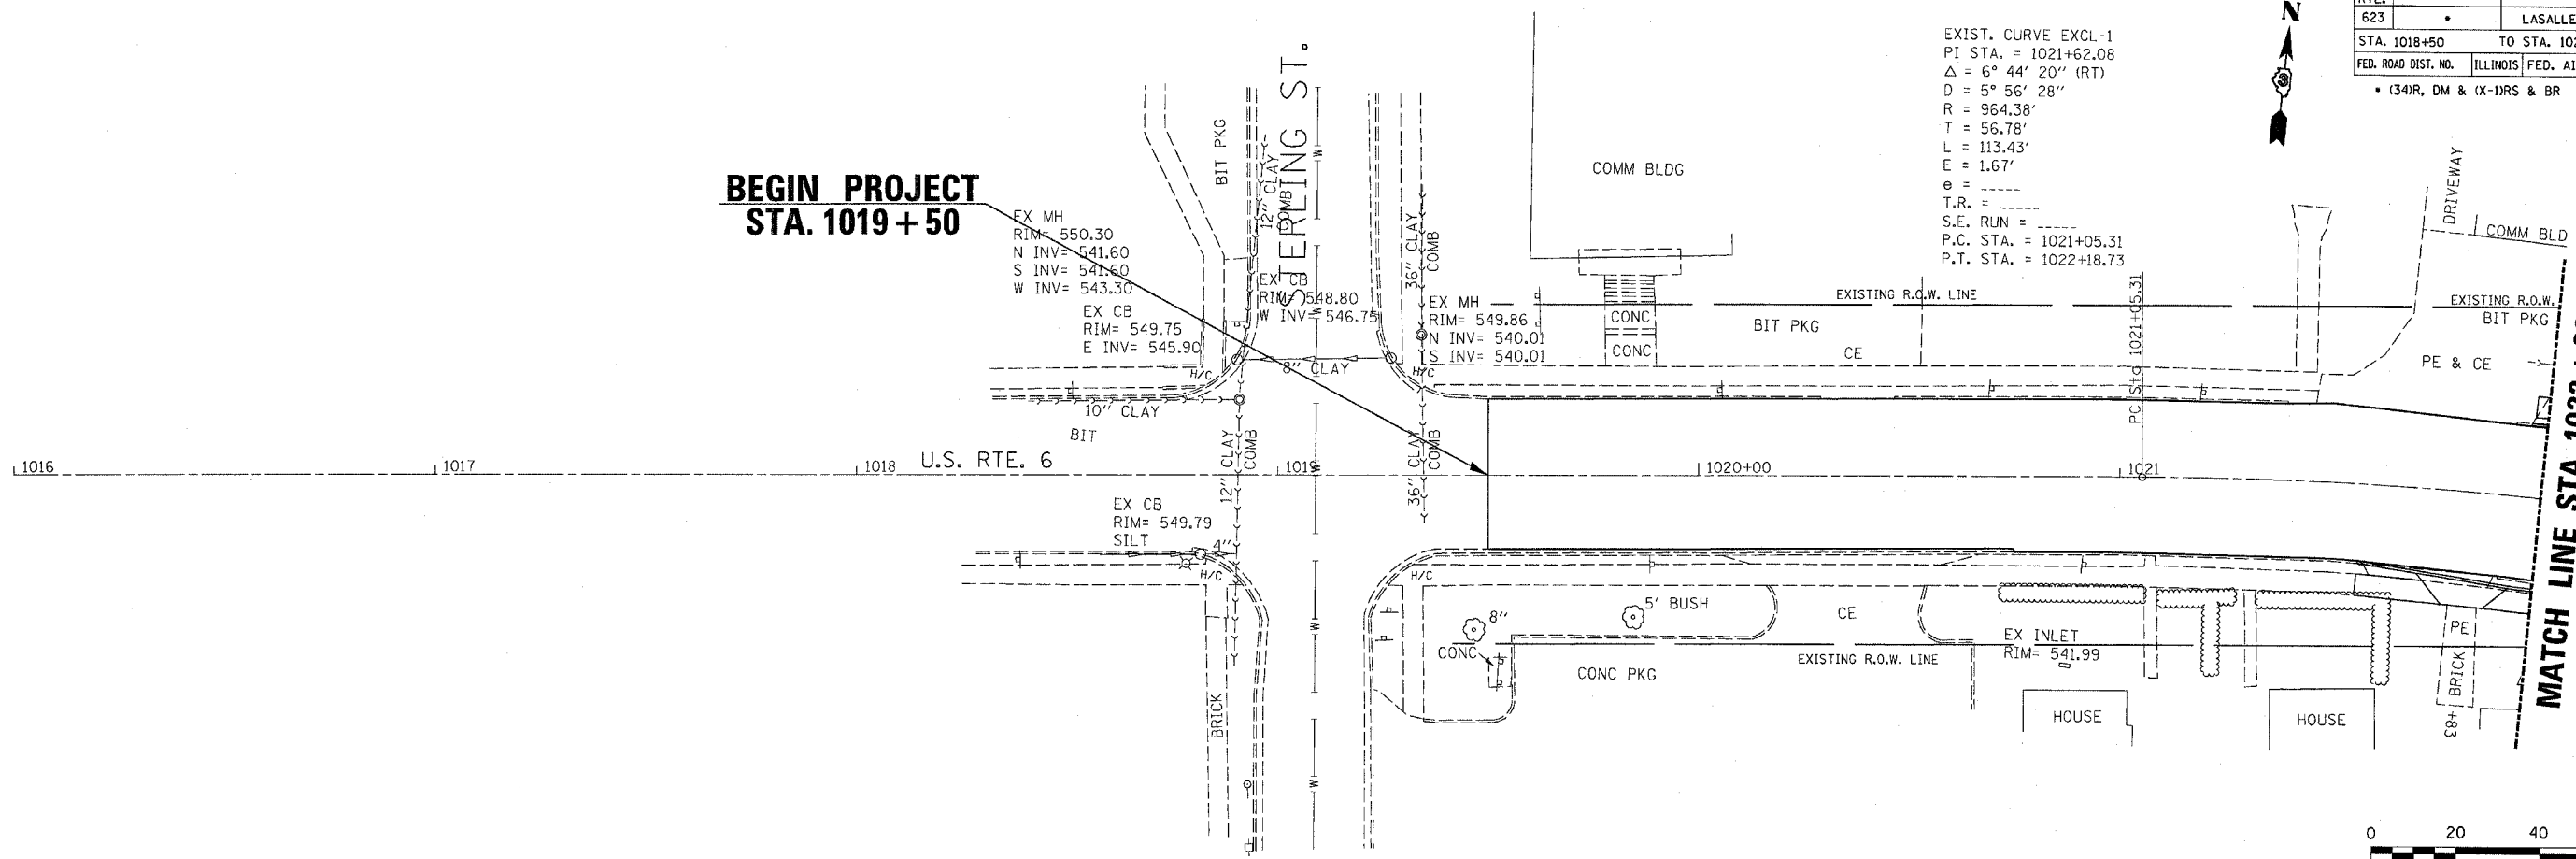 N
3
623 • LASALLE
STA. 1018+50 TO STA.
FED. ROAD DIST. NO. ILLINOIS FED.
• (34)R, DM & (X-1)RS & BR
EXIST. CURVE EXCL-1
PI STA. = 1021+62.08
Δ = 6° 44' 20'' (RT)
D = 5° 56' 28''
R = 964.38'
T = 56.78'
L = 113.43'
E = 1.67'
e = -----
T.R. = -----
S.E. RUN = -----
P.C. STA. = 1021+05.31
P.T. STA. = 1022+18.73
BEGIN PROJECT
STA. 1019+50
EX MH
RIM= 550.30
N INV= 541.60
S INV= 541.60
W INV= 543.30
EX CB
RIM= 549.75
E INV= 545.90
BIT PKG
12'' CLAY
COMB
STERLING ST.
W
EX CB
RIM= 548.80
W INV= 546.75
W
36'' CLAY
COMB
EX MH
RIM= 549.86
N INV= 540.01
S INV= 540.01
COMM BLDG
CONC
CONC
EXISTING R.O.W. LINE
BIT PKG
CE
PC Sta 1021+05.31
DRIVEWAY
COMM BLD
EXISTING R.O.W.
BIT PKG
PE & CE
H/C
8'' CLAY
H/C
10'' CLAY
BIT
12'' CLAY
COMB
36'' CLAY
COMB
1016
1017
1018
U.S. RTE. 6
1019
W
1020+00
1021
MATCH LINE STA.
EX CB
RIM= 549.79
SILT
4''
H/C
H/C
W
BRICK
W
8''
5' BUSH
CE
CONC
CONC PKG
EXISTING R.O.W. LINE
EX INLET
RIM= 541.99
HOUSE
HOUSE
PE
BRICK
+83
0 20 40